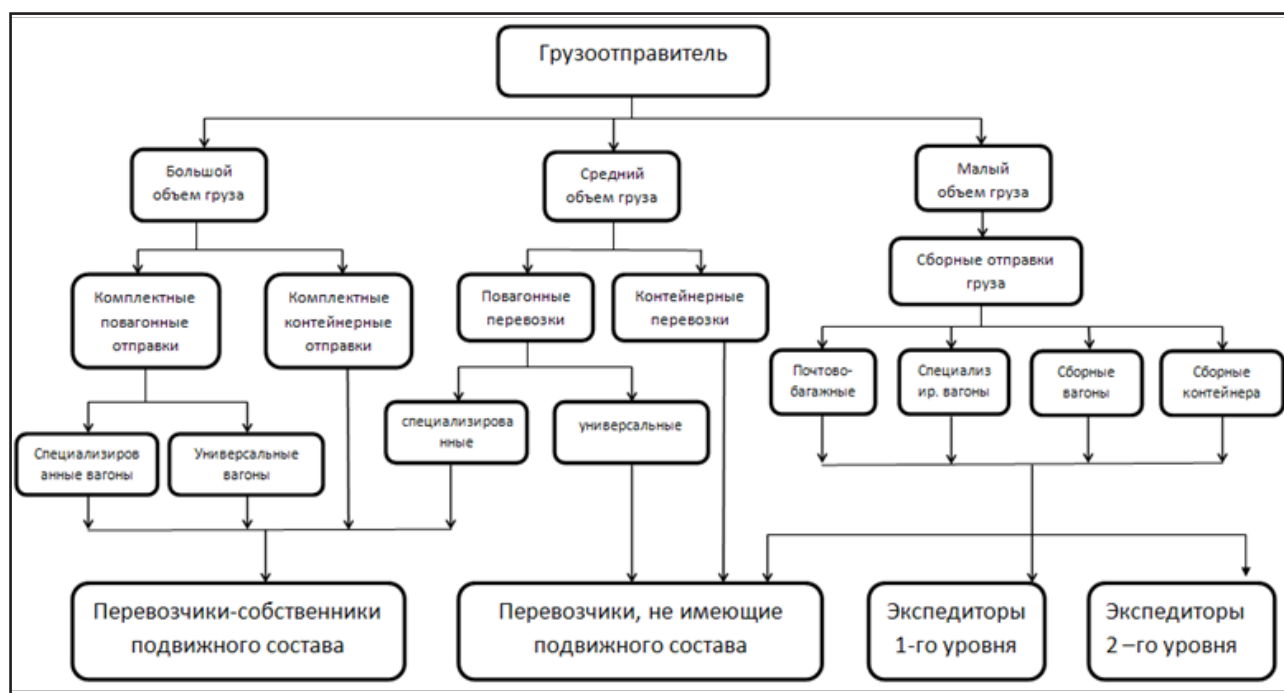 Грузоотправитель
Большой
объем груза
Средний
объем груза
Малый
объем груза
Сборные отправки
груза
Комплектные
повагонные
отправки
Комплектные
контейнерные
отправки
Повагонные
перевозки
Контейнерные
перевозки
Почтово-
багажные
Специализ
ир. вагоны
Сборные
вагоны
Сборные
контейнера
Специализиров
анные вагоны
Универсальные
вагоны
специализирова
нные
универсальные
Перевозчики-собственники
подвижного состава
Перевозчики, не имеющие
подвижного состава
Экспедиторы
1-го уровня
Экспедиторы
2 –го уровня